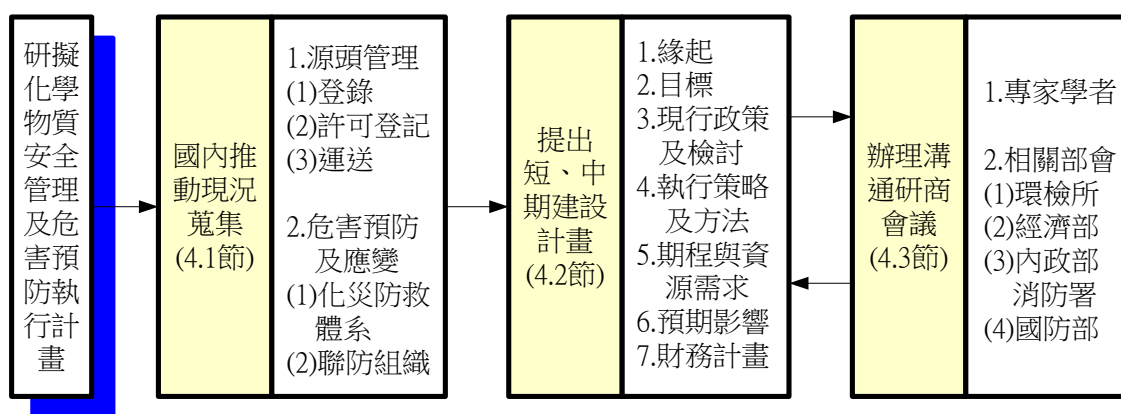 研擬
化學
物質
安全
管理
及危
害預
防執
行計
畫
國內推
動現況
蒐集
(4.1節)
1.源頭管理
(1)登錄
(2)許可登記
(3)運送
2.危害預防
及應變
(1)化災防救
體系
(2)聯防組織
提出
短、中
期建設
計畫
(4.2節)
1.緣起
2.目標
3.現行政策
及檢討
4.執行策略
及方法
5.期程與資
源需求
6.預期影響
7.財務計畫
辦理溝
通研商
會議
(4.3節)
1.專家學者
2.相關部會
(1)環檢所
(2)經濟部
(3)內政部
消防署
(4)國防部